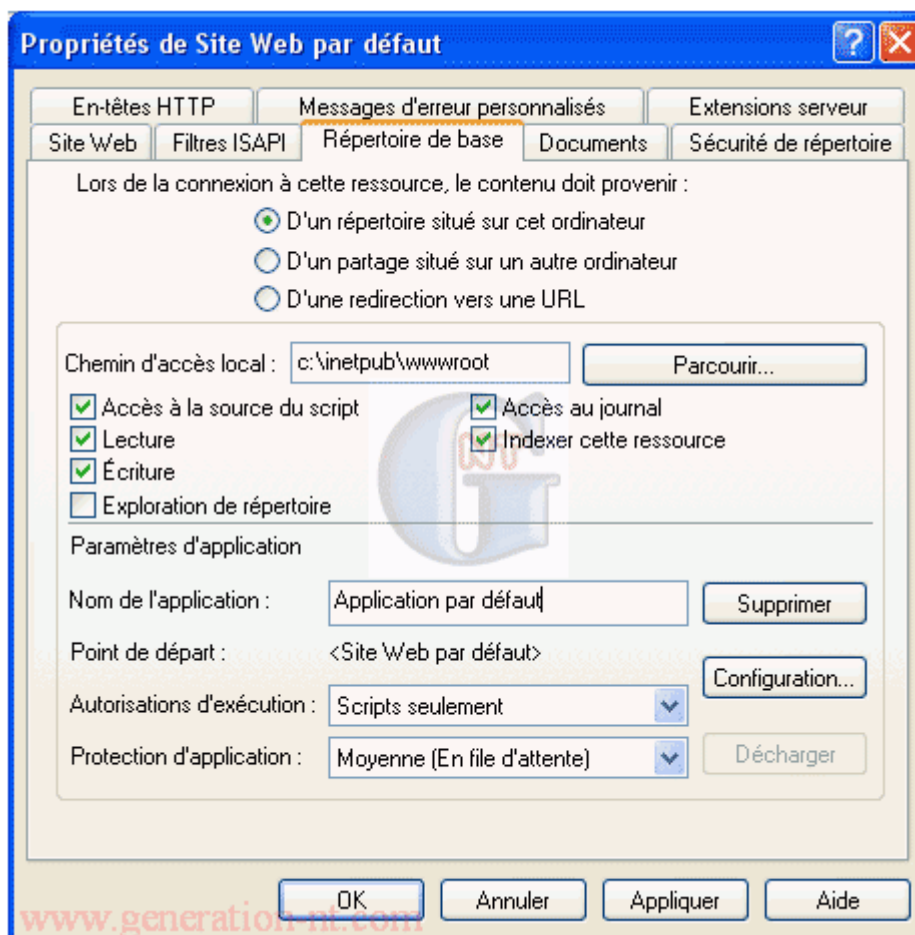 Propriétés de Site Web par défaut
En-têtes HTTP Messages d'erreur personnalisés Extensions serveur
Site Web Filtres ISAPI Répertoire de base Documents Sécurité de répertoire
Lors de la connexion à cette ressource, le contenu doit provenir :
D'un répertoire situé sur cet ordinateur
D'un partage situé sur un autre ordinateur
D'une redirection vers une URL
Chemin d'accès local : c:\inetpub\wwwroot Parcourir...
Accès à la source du script Accès au journal
Lecture Indexer cette ressource
Écriture
Exploration de répertoire
Paramètres d'application
Nom de l'application : Application par défaut Supprimer
Point de départ : <Site Web par défaut>
Configuration...
Autorisations d'exécution : Scripts seulement
Protection d'application : Moyenne (En file d'attente) Décharger
OK Annuler Appliquer Aide
www.generation-nt.com
G NT